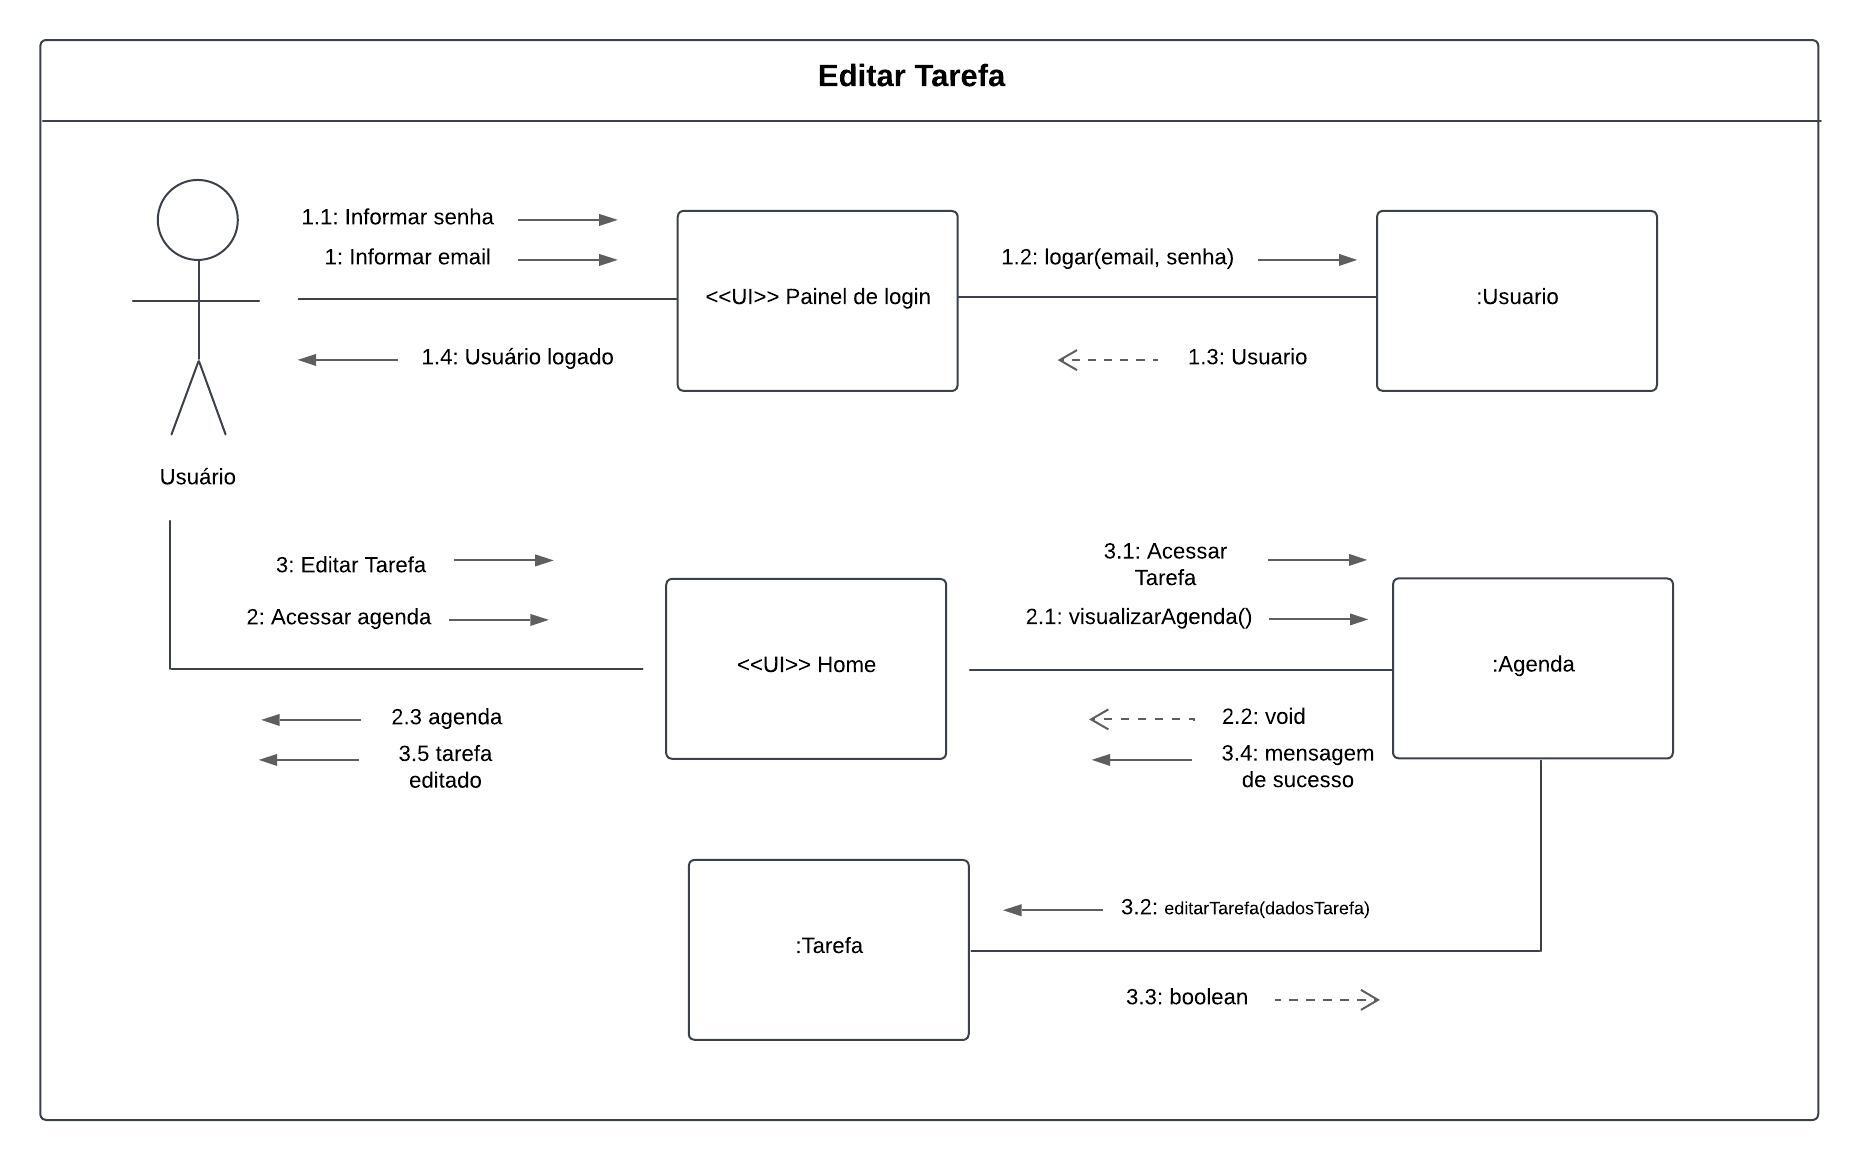 Editar Tarefa
1.1: Informar senha
1: Informar email
<<UI>> Painel de login
1.2: logar(email, senha)
:Usuario
1.4: Usuário logado
1.3: Usuario
Usuário
3: Editar Tarefa
2: Acessar agenda
<<UI>> Home
3.1: Acessar
Tarefa
2.1: visualizarAgenda()
:Agenda
2.3 agenda
3.5 tarefa
editado
2.2: void
3.4: mensagem
de sucesso
:Tarefa
3.2: editarTarefa(dadosTarefa)
3.3: boolean